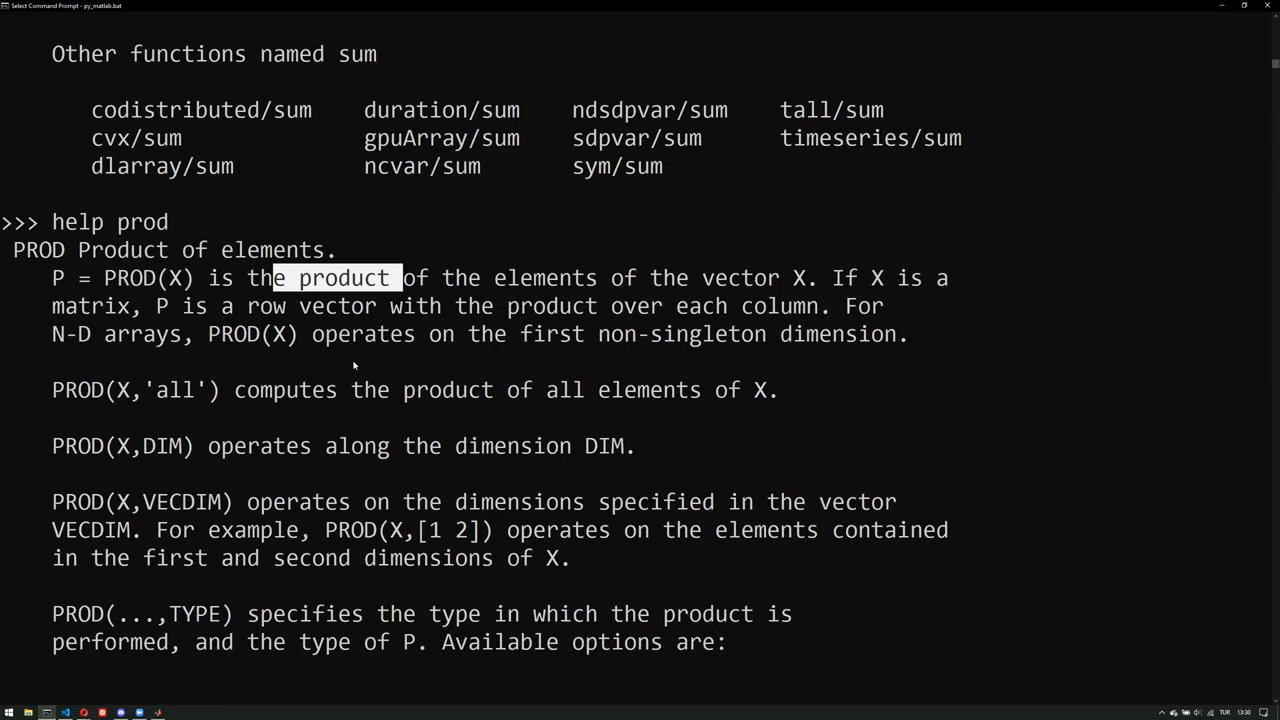 Select Command Prompt - py_matlab.bat
Other functions named sum
codistributed/sum duration/sum ndsdpvar/sum tall/sum
cvx/sum gpuArray/sum sdpvar/sum timeseries/sum
dlarray/sum ncvar/sum sym/sum
>>> help prod
PROD Product of elements.
P = PROD(X) is the product of the elements of the vector X. If X is a
matrix, P is a row vector with the product over each column. For
N-D arrays, PROD(X) operates on the first non-singleton dimension.
PROD(X,'all') computes the product of all elements of X.
PROD(X,DIM) operates along the dimension DIM.
PROD(X,VECDIM) operates on the dimensions specified in the vector
VECDIM. For example, PROD(X,[1 2]) operates on the elements contained
in the first and second dimensions of X.
PROD(...,TYPE) specifies the type in which the product is
performed, and the type of P. Available options are:
TUR 13:30